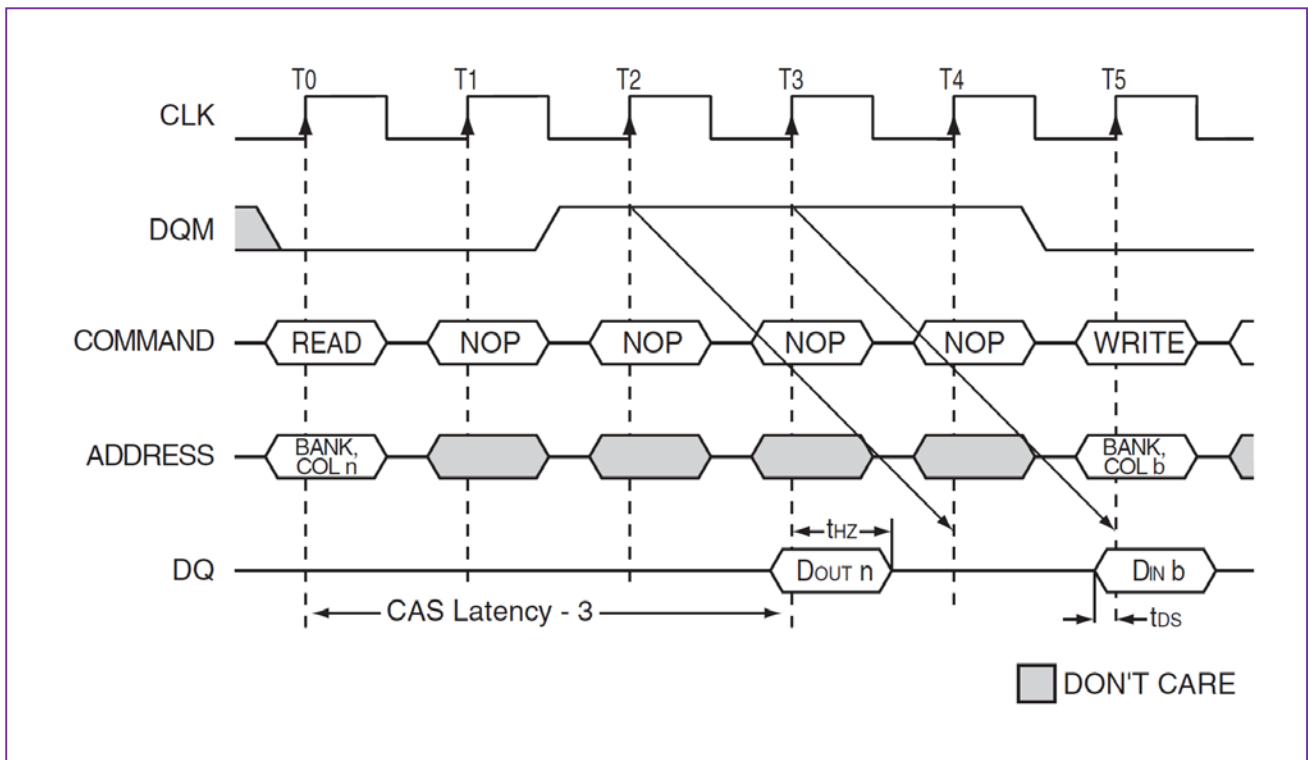 T0 T1 T2 T3 T4 T5
CLK
DQM
COMMAND READ NOP NOP NOP NOP WRITE
ADDRESS BANK, COL n BANK, COL b
tHZ
DQ DOUT n DIN b
CAS Latency - 3 tDS
DON'T CARE